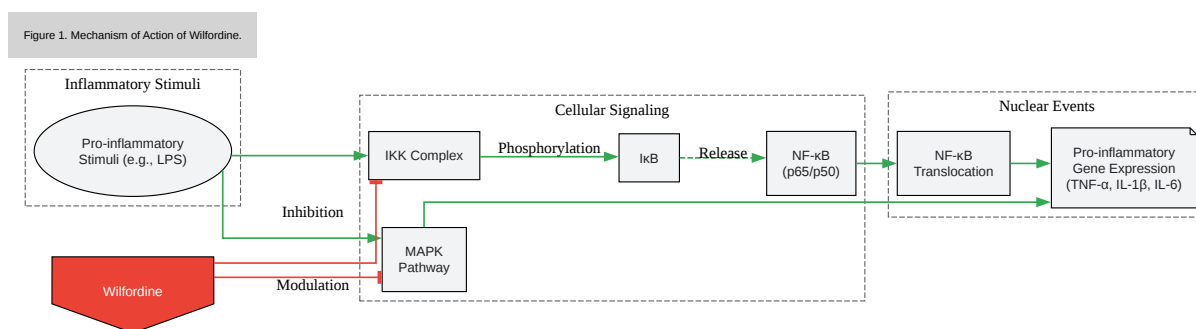 Figure 1. Mechanism of Action of Wilfordine.
Inflammatory Stimuli
Pro-inflammatory
Stimuli (e.g., LPS)
Cellular Signaling
IKK Complex
Phosphorylation
IκB
Release
NF-κB
(p65/p50)
Nuclear Events
NF-κB
Translocation
Pro-inflammatory
Gene Expression
(TNF-α, IL-1β, IL-6)
Inhibition
MAPK
Pathway
Modulation
Wilfordine